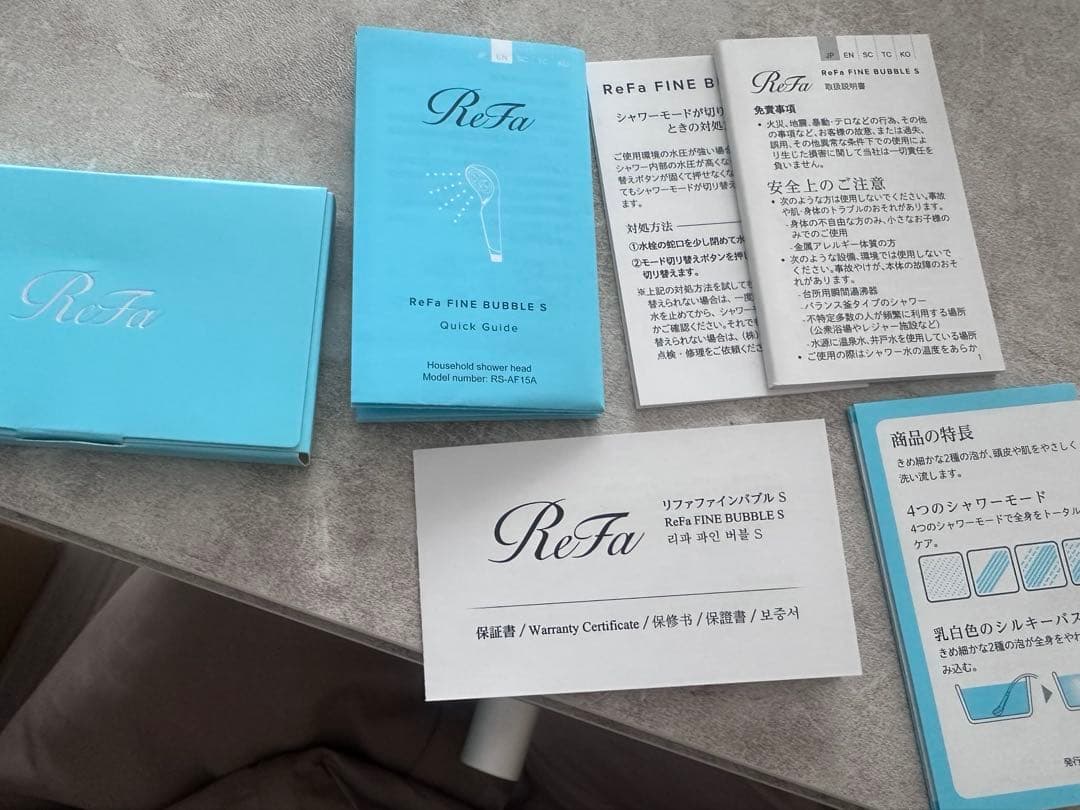 ReFa
EN SC TC KO
ReFa
ReFa FINE BUBBLE S
Quick Guide
Household shower head
Model number: RS-AF15A
ReFa FINE B
シャワーモードが切り
ときの対処
ご使用環境の水圧が強い場合
シャワー内部の水圧が高くな
替えボタンが固くて押せなくな
てもシャワーモードが切り替え
ます。
対処方法
①水栓の蛇口を少し閉めて水
②モード切り替えボタンを押し
切り替えます。
※上記の対処方法を試しても
替えられない場合は、一度
水を止めてから、シャワー
かご確認ください。それでも
替えられない場合は、(株)
点検・修理をご依頼くださ
JP EN SC TC KO
ReFa
ReFa FINE BUBBLE S
取扱説明書
免責事項
• 火災、地震、暴動・テロなどの行為、その他
の事項など、お客様の故意、または過失、
誤用、その他異常な条件下での使用によ
り生じた損害に関して当社は一切責任を
負いません。
安全上のご注意
• 次のような方は使用しないでください。事故
や肌・身体のトラブルのおそれがあります。
-身体の不自由な方のみ、小さなお子様の
みでのご使用
-金属アレルギー体質の方
• 次のような設備、環境では使用しないで
ください。事故やけが、本体の故障のおそ
れがあります。
-台所用瞬間湯沸器
-バランス釜タイプのシャワー
-不特定多数の人が頻繁に利用する場所
(公衆浴場やレジャー施設など)
-水源に温泉水、井戸水を使用している場所
• ご使用の際はシャワー水の温度をあらか
1
ReFa
リファファインバブル S
ReFa FINE BUBBLE S
리파 파인 버블 S
保証書 / Warranty Certificate / 保修书 / 保證書 / 보증서
商品の特長
きめ細かな2種の泡が、頭皮や肌をやさしく
洗い流します。
4つのシャワーモード
4つのシャワーモードで全身をトータル
ケア。
乳白色のシルキーバス
きめ細かな2種の泡が全身をやわ
み込む。
発行